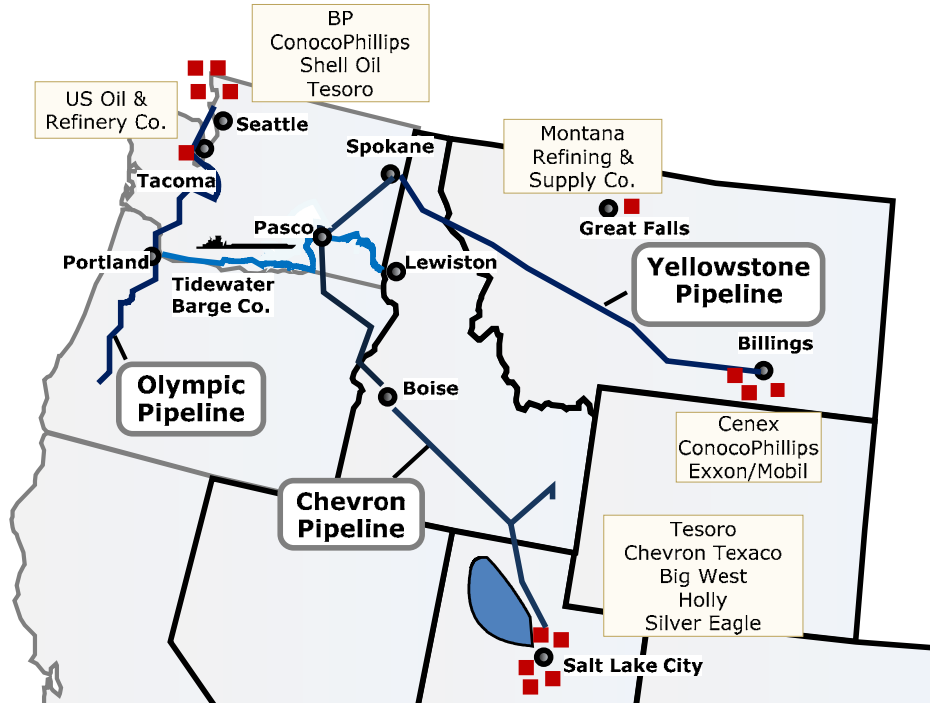 BP
ConocoPhillips
Shell Oil
Tesoro
US Oil &
Refinery Co.
Seattle
Tacoma
Spokane
Montana
Refining &
Supply Co.
Great Falls
Pasco
Lewiston
Portland
Tidewater
Barge Co.
Yellowstone
Pipeline
Billings
Olympic
Pipeline
Boise
Cenex
ConocoPhillips
Exxon/Mobil
Chevron
Pipeline
Tesoro
Chevron Texaco
Big West
Holly
Silver Eagle
Salt Lake City